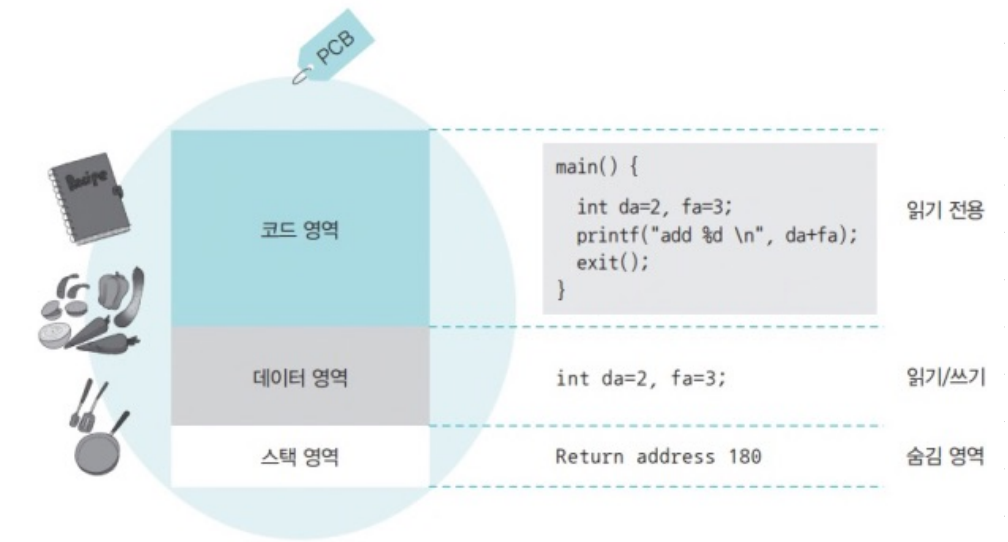 PCB
Recipe
코드 영역
main() {
int da=2, fa=3;
printf("add %d \n", da+fa);
exit();
}
읽기 전용
데이터 영역
int da=2, fa=3;
읽기/쓰기
스택 영역
Return address 180
숨김 영역